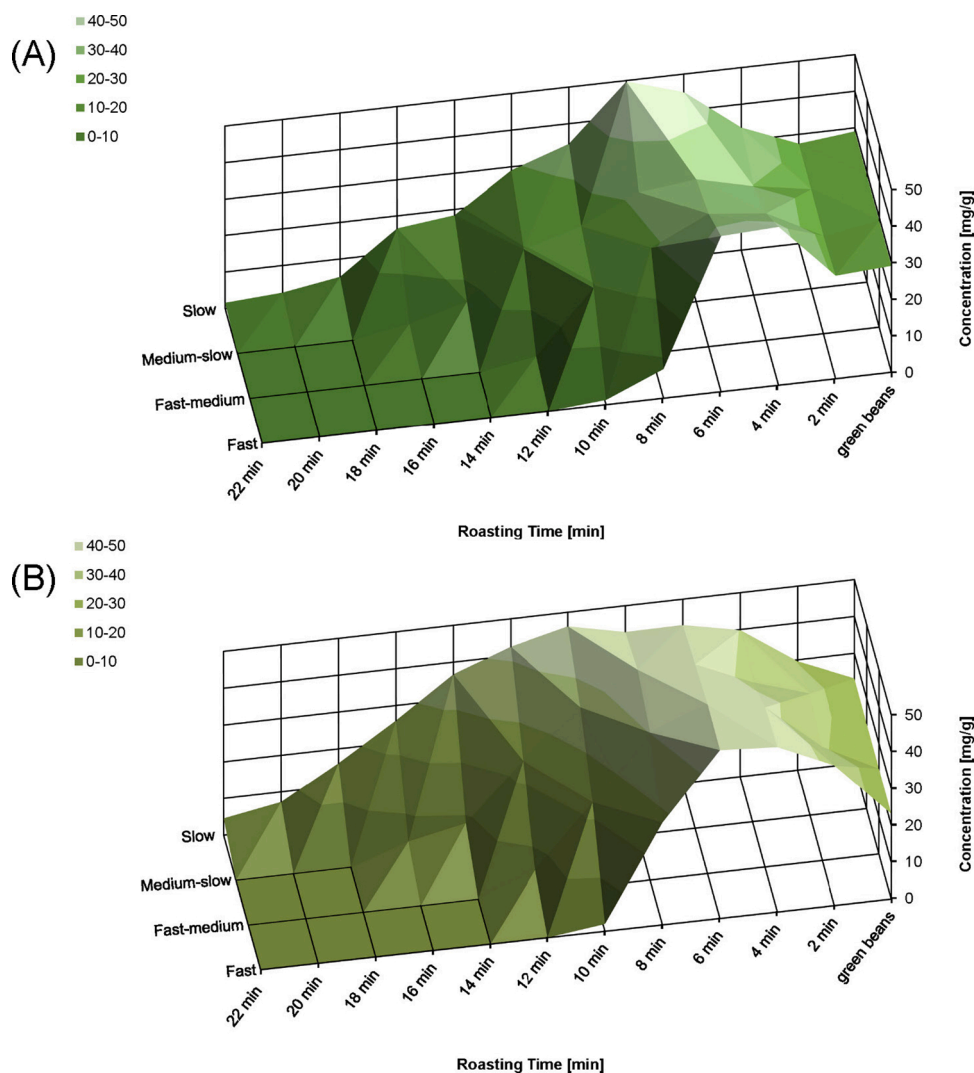 (A)
40-50
30-40
20-30
10-20
0-10
Slow
Medium-slow
Fast-medium
Fast
22 min
20 min
18 min
16 min
14 min
12 min
10 min
8 min
6 min
4 min
2 min
green beans
50
40
30
20
10
0
Concentration [mg/g]
Roasting Time [min]
(B)
40-50
30-40
20-30
10-20
0-10
Slow
Medium-slow
Fast-medium
Fast
22 min
20 min
18 min
16 min
14 min
12 min
10 min
8 min
6 min
4 min
2 min
green beans
50
40
30
20
10
0
Concentration [mg/g]
Roasting Time [min]